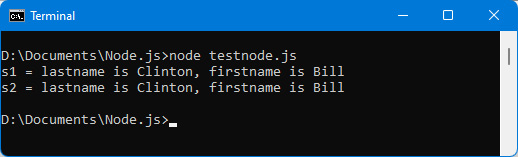 Terminal
D:\Documents\Node.js>node testnode.js
s1 = lastname is Clinton, firstname is Bill
s2 = lastname is Clinton, firstname is Bill
D:\Documents\Node.js>